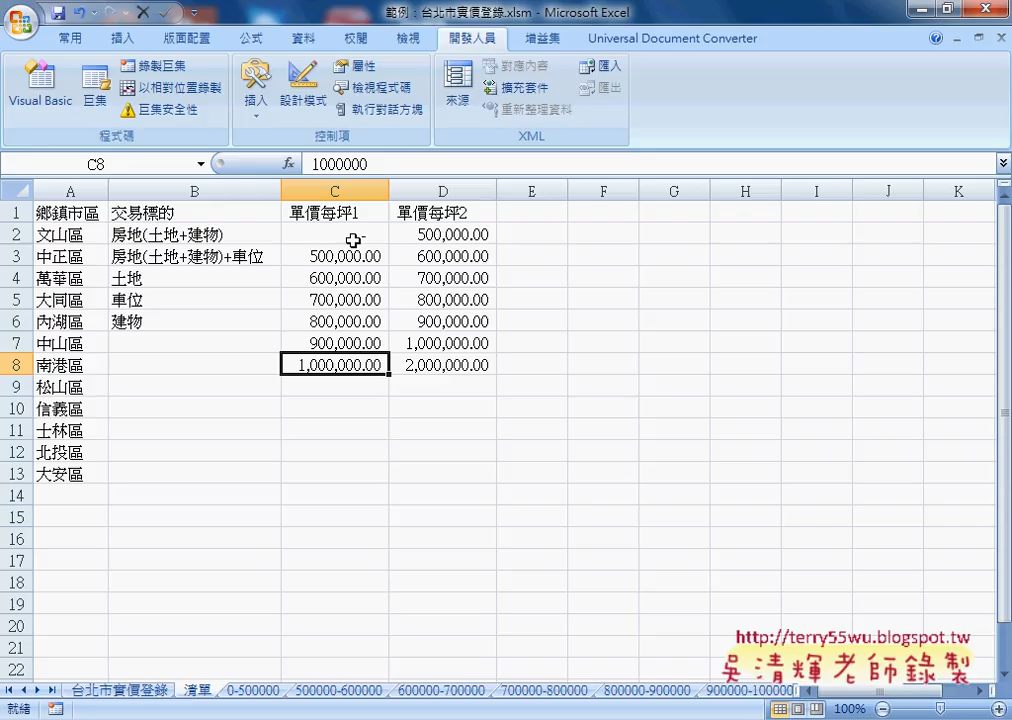 範例：台北市實價登錄.xlsm - Microsoft Excel
常用 插入 版面配置 公式 資料 校閱 檢視 開發人員 增益集 Universal Document Converter
Visual Basic 巨集 錄製巨集 以相對位置錄製 巨集安全性 程式碼
插入 設計模式 屬性 檢視程式碼 執行對話方塊 控制項
來源 對應內容 擴充套件 重新整理資料 匯入 匯出 XML
C8 fx 1000000
A B C D E F G H I J K
1 鄉鎮市區 交易標的 單價每坪1 單價每坪2
2 文山區 房地(土地+建物) - 500,000.00
3 中正區 房地(土地+建物)+車位 500,000.00 600,000.00
4 萬華區 土地 600,000.00 700,000.00
5 大同區 車位 700,000.00 800,000.00
6 內湖區 建物 800,000.00 900,000.00
7 中山區 900,000.00 1,000,000.00
8 南港區 1,000,000.00 2,000,000.00
9 松山區
10 信義區
11 士林區
12 北投區
13 大安區
14
15
16
17
18
19
20
21
22
http://terry55wu.blogspot.tw
吳清輝老師錄製
台北市實價登錄 清單 0-500000 500000-600000 600000-700000 700000-800000 800000-900000 900000-1000000
就緒 100%